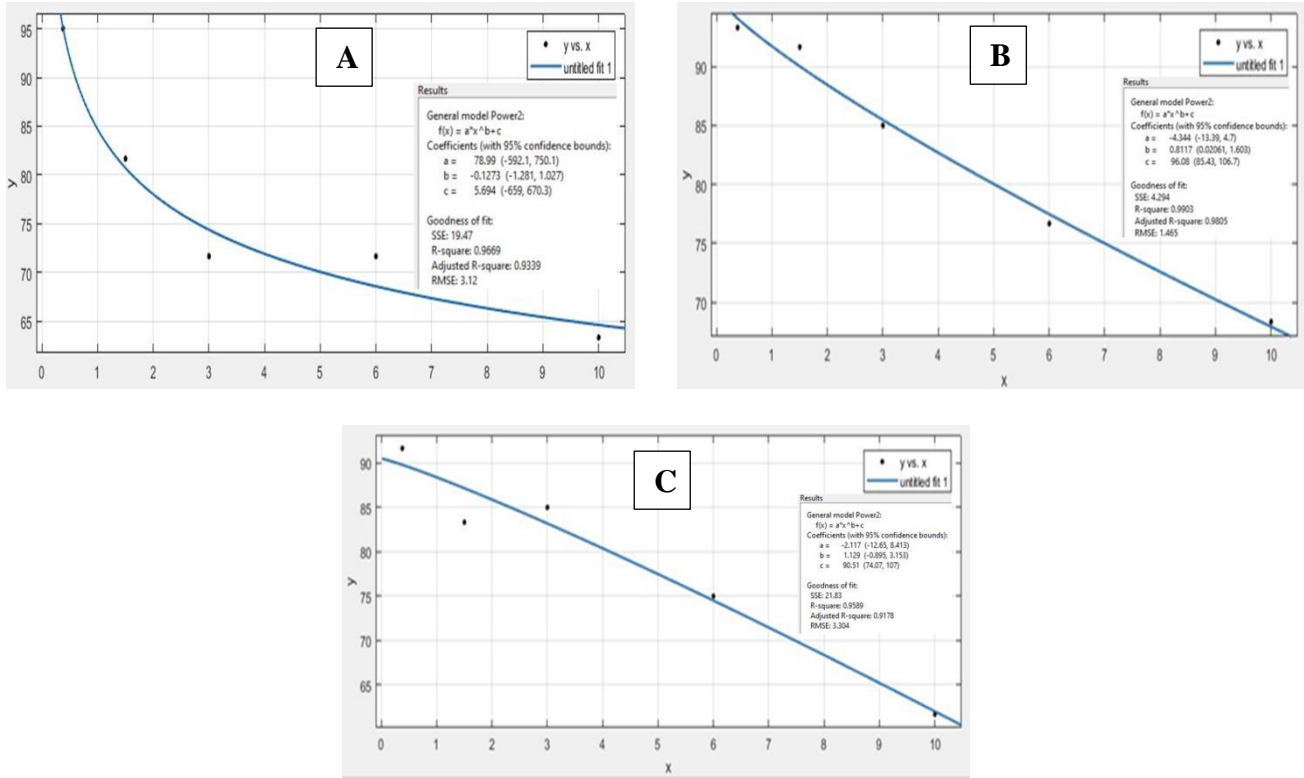 A
y vs. x
untitled fit 1
Results
General model Power2:
f(x) = a*x^b+c
Coefficients (with 95% confidence bounds):
a = 78.99 (-592.1, 750.1)
b = -0.1273 (-1.281, 1.027)
c = 5.694 (-659, 670.3)
Goodness of fit:
SSE: 19.47
R-square: 0.9669
Adjusted R-square: 0.9339
RMSE: 3.12
y
95
90
85
80
75
70
65
0 1 2 3 4 5 6 7 8 9 10
B
y vs. x
untitled fit 1
Results
General model Power2:
f(x) = a*x^b+c
Coefficients (with 95% confidence bounds):
a = -4.344 (-13.39, 4.7)
b = 0.8117 (0.02061, 1.603)
c = 96.08 (85.43, 106.7)
Goodness of fit:
SSE: 4.294
R-square: 0.9903
Adjusted R-square: 0.9805
RMSE: 1.465
y
90
85
80
75
70
0 1 2 3 4 5 6 7 8 9 10
x
C
y vs. x
untitled fit 1
Results
General model Power2:
f(x) = a*x^b+c
Coefficients (with 95% confidence bounds):
a = -2.117 (-12.65, 8.413)
b = 1.129 (-0.895, 3.153)
c = 90.51 (74.07, 107)
Goodness of fit:
SSE: 21.83
R-square: 0.9589
Adjusted R-square: 0.9178
RMSE: 3.304
y
90
85
80
75
70
65
0 1 2 3 4 5 6 7 8 9 10
x